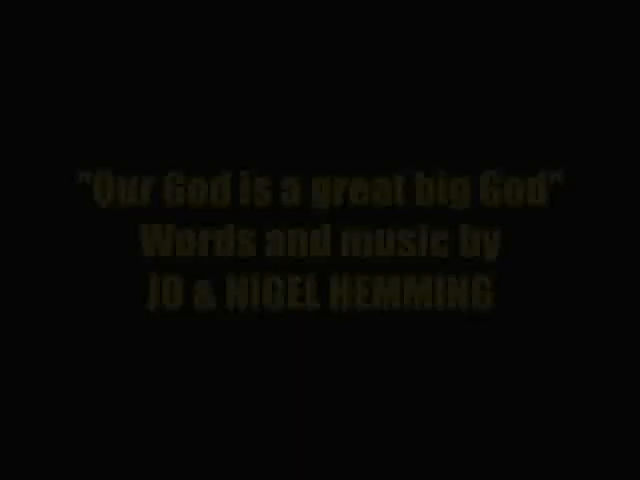 "Our God is a great big God"
Words and music by
JO & NIGEL HEMMING